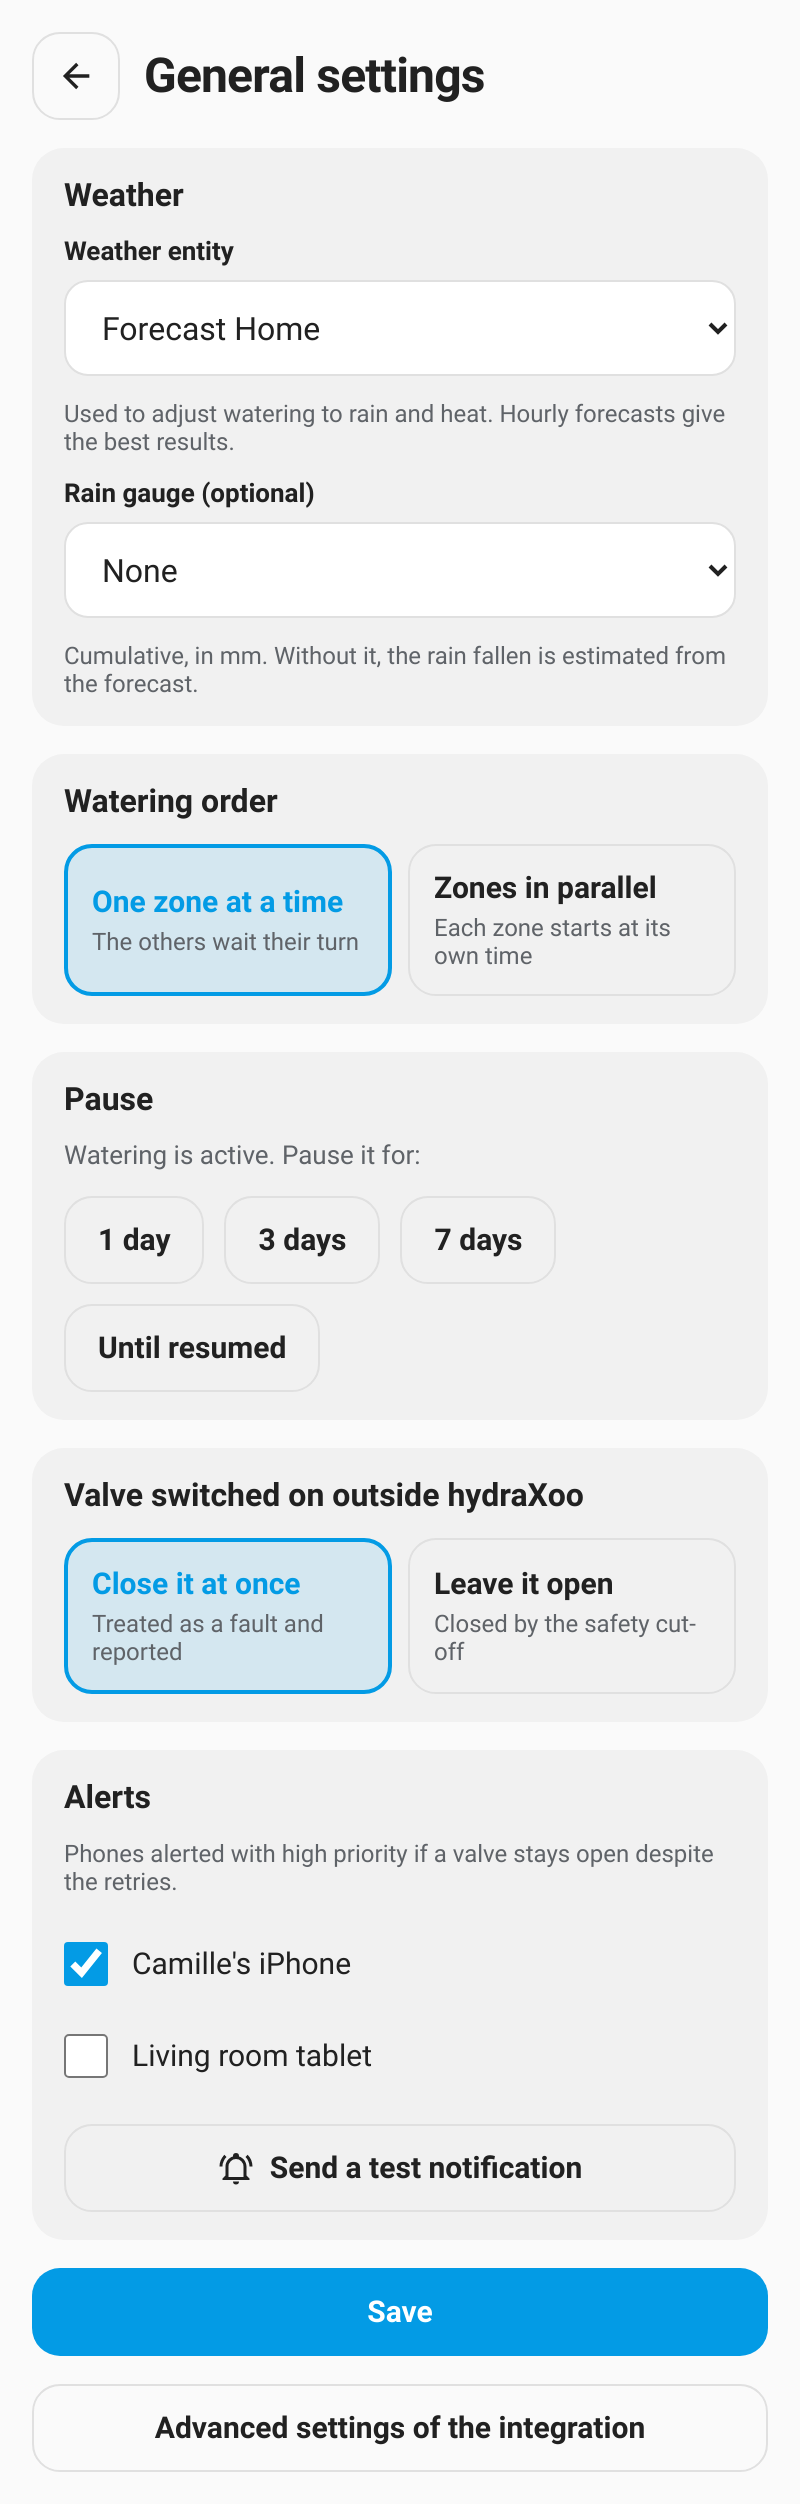 General settings
Weather
Weather entity
Forecast Home
Used to adjust watering to rain and heat. Hourly forecasts give
the best results.
Rain gauge (optional)
None
Cumulative, in mm. Without it, the rain fallen is estimated from
the forecast.
Watering order
One zone at a time
The others wait their turn
Zones in parallel
Each zone starts at its
own time
Pause
Watering is active. Pause it for:
1 day
3 days
7 days
Until resumed
Valve switched on outside hydraXoo
Close it at once
Treated as a fault and
reported
Leave it open
Closed by the safety cut-
off
Alerts
Phones alerted with high priority if a valve stays open despite
the retries.
Camille's iPhone
Living room tablet
Send a test notification
Save
Advanced settings of the integration